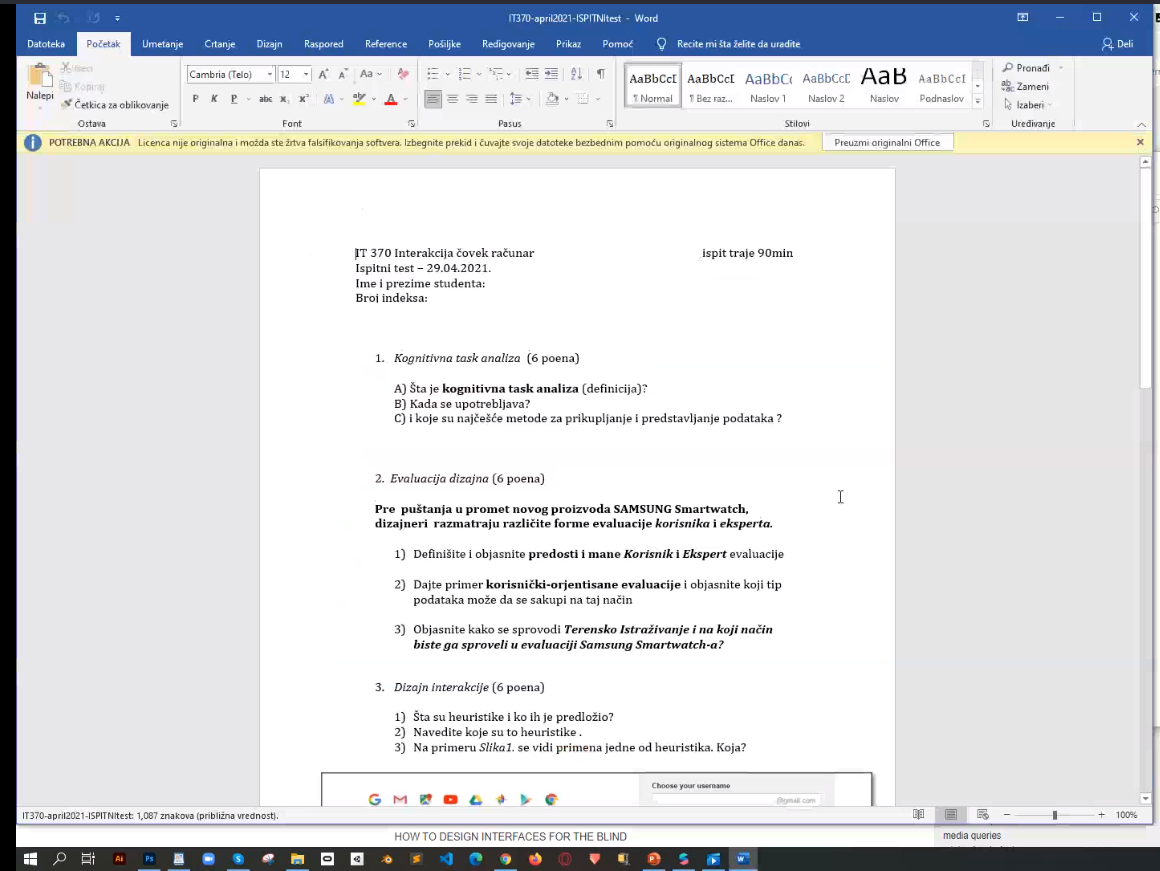 IT370-april2021-ISPITNItest - Word
Datoteka Početak Umetanje Crtanje Dizajn Raspored Reference Pošiljke Redigovanje Prikaz Pomoć Recite mi šta želite da uradite Deli
Iseci
Kopiraj
Nalepi
Četkica za oblikovanje
Ostava
Cambria (Telo) 12
Font
Pasus
AaBbCcI AaBbCcI AaBbCc AaBbCcD AaB AaBbCcD
¶ Normal ¶ Bez raz... Naslov 1 Naslov 2 Naslov Podnaslov
Stilovi
Pronađi
Zameni
Izaberi
Uređivanje
POTREBNA AKCIJA Licenca nije originalna i možda ste žrtva falsifikovanja softvera. Izbegnite prekid i čuvajte svoje datoteke bezbednim pomoću originalnog sistema Office danas. Preuzmi originalni Office
IT 370 Interakcija čovek računar ispit traje 90min
Ispitni test – 29.04.2021.
Ime i prezime studenta:
Broj indeksa:
1. Kognitivna task analiza (6 poena)
A) Šta je kognitivna task analiza (definicija)?
B) Kada se upotrebljava?
C) i koje su najčešće metode za prikupljanje i predstavljanje podataka ?
2. Evaluacija dizajna (6 poena)
Pre puštanja u promet novog proizvoda SAMSUNG Smartwatch,
dizajneri razmatraju različite forme evaluacije korisnika i eksperta.
1) Definišite i objasnite predosti i mane Korisnik i Ekspert evaluacije
2) Dajte primer korisnički-orjentisane evaluacije i objasnite koji tip
podataka može da se sakupi na taj način
3) Objasnite kako se sprovodi Terensko Istraživanje i na koji način
biste ga sproveli u evaluaciji Samsung Smartwatch-a?
3. Dizajn interakcije (6 poena)
1) Šta su heuristike i ko ih je predložio?
2) Navedite koje su to heuristike .
3) Na primeru Slika1. se vidi primena jedne od heuristika. Koja?
Choose your username
@gmail.com
IT370-april2021-ISPITNItest: 1,087 znakova (približna vrednost). 100%
HOW TO DESIGN INTERFACES FOR THE BLIND
media queries